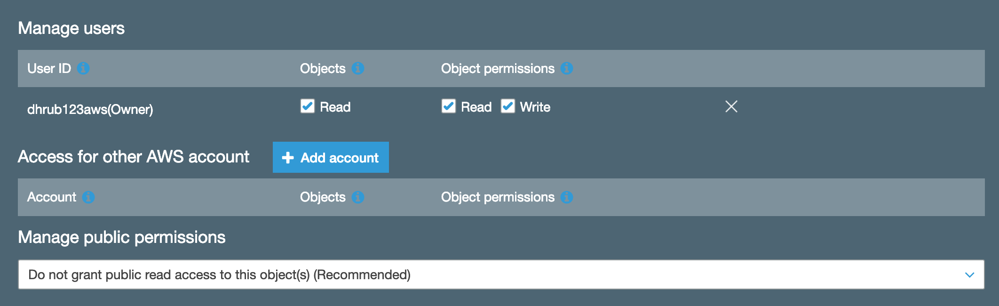 Manage users
User ID Objects Object permissions
dhrub123aws(Owner) Read Read Write
Access for other AWS account Add account
Account Objects Object permissions
Manage public permissions
Do not grant public read access to this object(s) (Recommended)